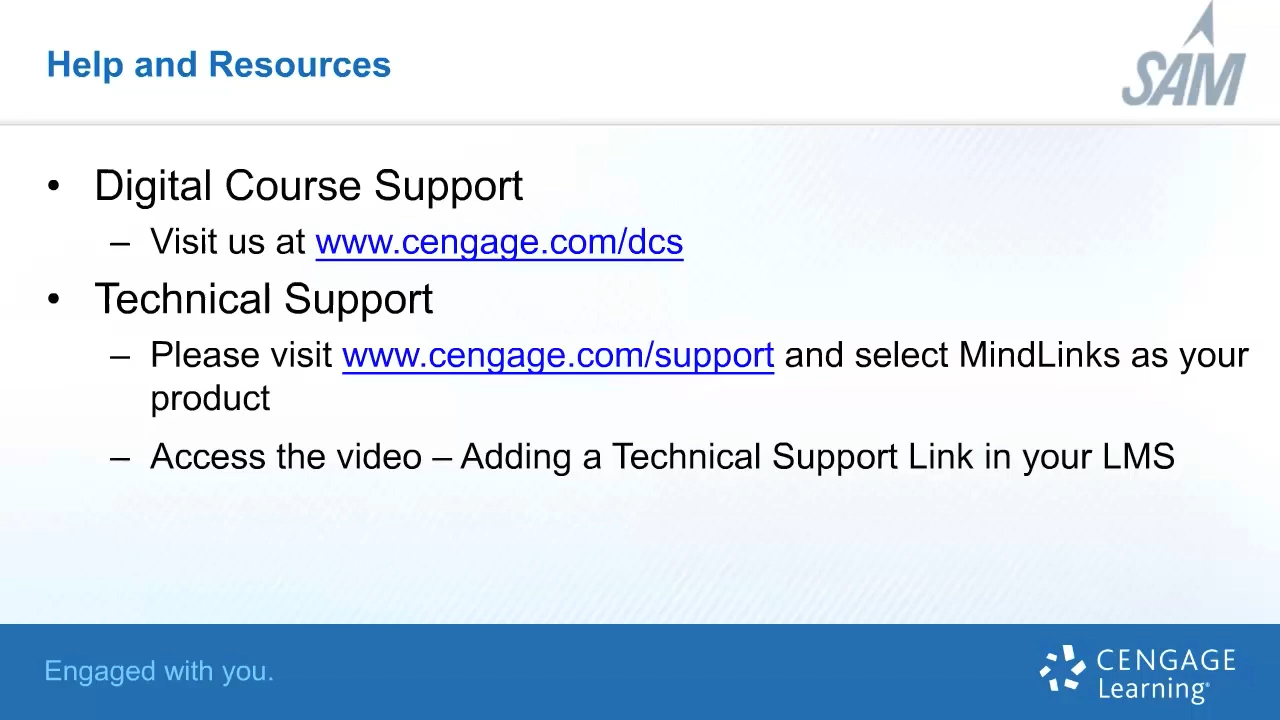 Help and Resources
SAM
• Digital Course Support
– Visit us at www.cengage.com/dcs
• Technical Support
– Please visit www.cengage.com/support and select MindLinks as your
product
– Access the video – Adding a Technical Support Link in your LMS
Engaged with you.
CENGAGE
Learning®